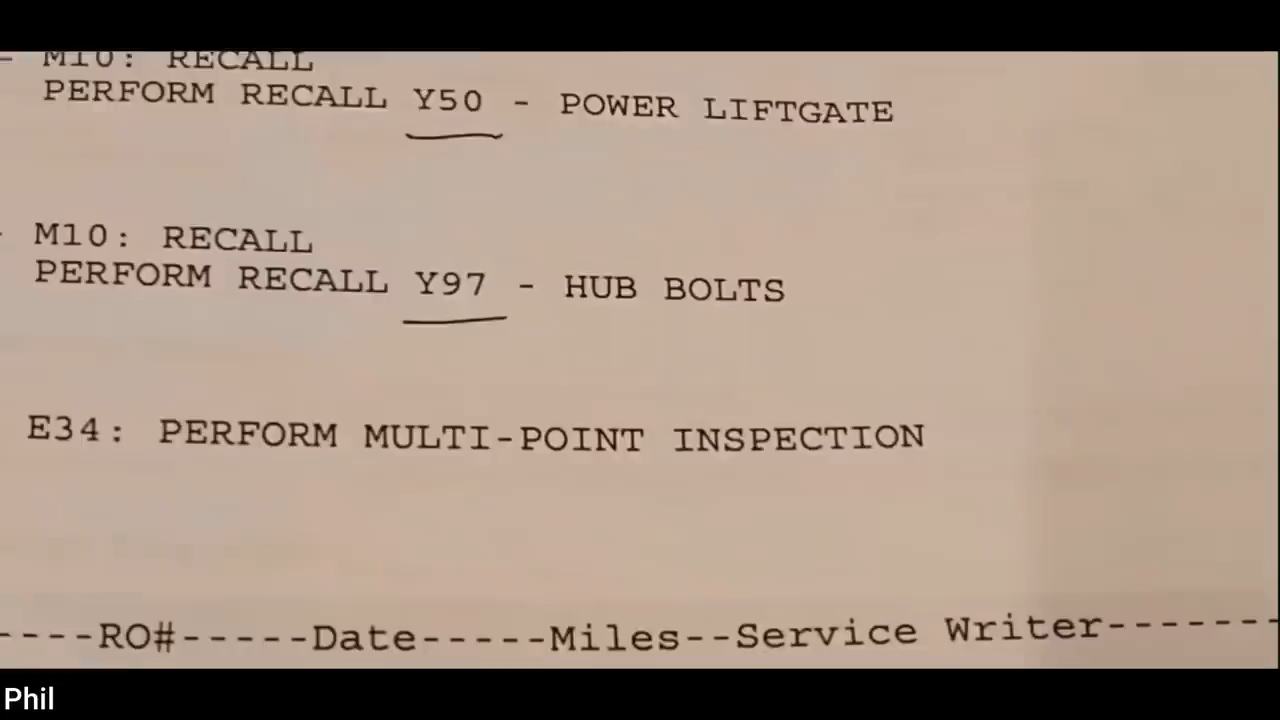 - M10: RECALL
PERFORM RECALL Y50 - POWER LIFTGATE
- M10: RECALL
PERFORM RECALL Y97 - HUB BOLTS
E34: PERFORM MULTI-POINT INSPECTION
----RO#-----Date-----Miles--Service Writer-------
Phil